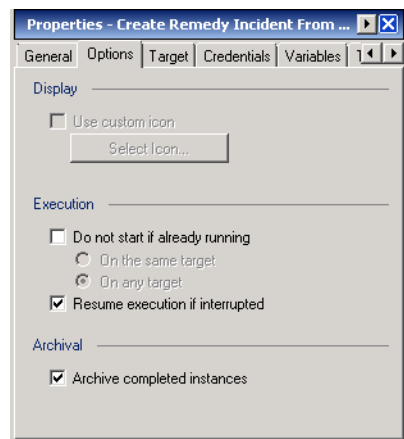 Properties - Create Remedy Incident From ...
General Options Target Credentials Variables
Display
Use custom icon
Select Icon...
Execution
Do not start if already running
On the same target
On any target
Resume execution if interrupted
Archival
Archive completed instances